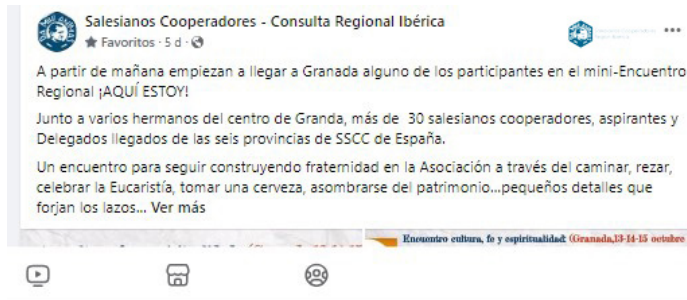 Salesianos Cooperadores - Consulta Regional Ibérica
Favoritos · 5 d ·
A partir de mañana empiezan a llegar a Granada alguno de los participantes en el mini-Encuentro
Regional ¡AQUÍ ESTOY!
Junto a varios hermanos del centro de Granda, más de 30 salesianos cooperadores, aspirantes y
Delegados llegados de las seis provincias de SSCC de España.
Un encuentro para seguir construyendo fraternidad en la Asociación a través del caminar, rezar,
celebrar la Eucaristía, tomar una cerveza, asombrarse del patrimonio...pequeños detalles que
forjan los lazos... Ver más
Encuentro cultura, fe y espiritualidad: (Granada,13-14-15 octubre